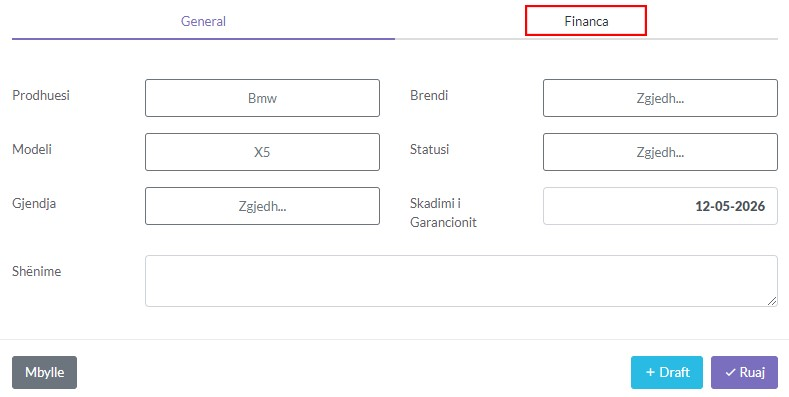 General
Financa
Prodhuesi
Bmw
Brendi
Zgjedh...
Modeli
X5
Statusi
Zgjedh...
Gjendja
Zgjedh...
Skadimi i
Garancionit
12-05-2026
Shënime
Mbylle
+ Draft
✓ Ruaj